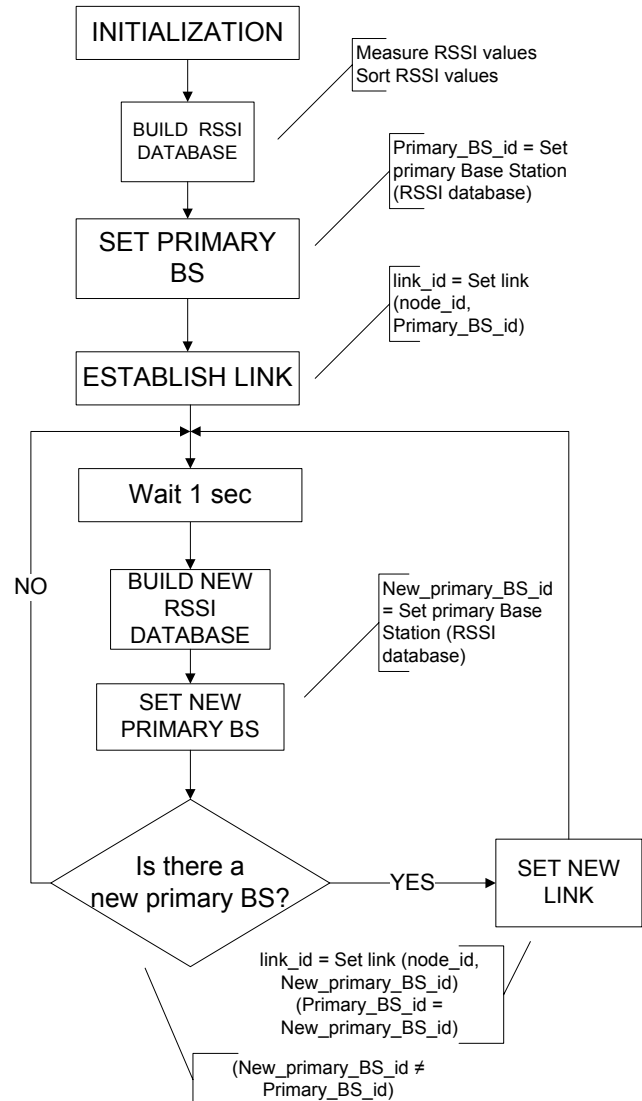 INITIALIZATION
Measure RSSI values
Sort RSSI values
BUILD RSSI
DATABASE
Primary_BS_id = Set
primary Base Station
(RSSI database)
SET PRIMARY
BS
link_id = Set link
(node_id,
Primary_BS_id)
ESTABLISH LINK
Wait 1 sec
NO
BUILD NEW
RSSI
DATABASE
New_primary_BS_id
= Set primary Base
Station (RSSI
database)
SET NEW
PRIMARY BS
Is there a
new primary BS?
YES
SET NEW
LINK
link_id = Set link (node_id,
New_primary_BS_id)
(Primary_BS_id =
New_primary_BS_id)
(New_primary_BS_id ≠
Primary_BS_id)